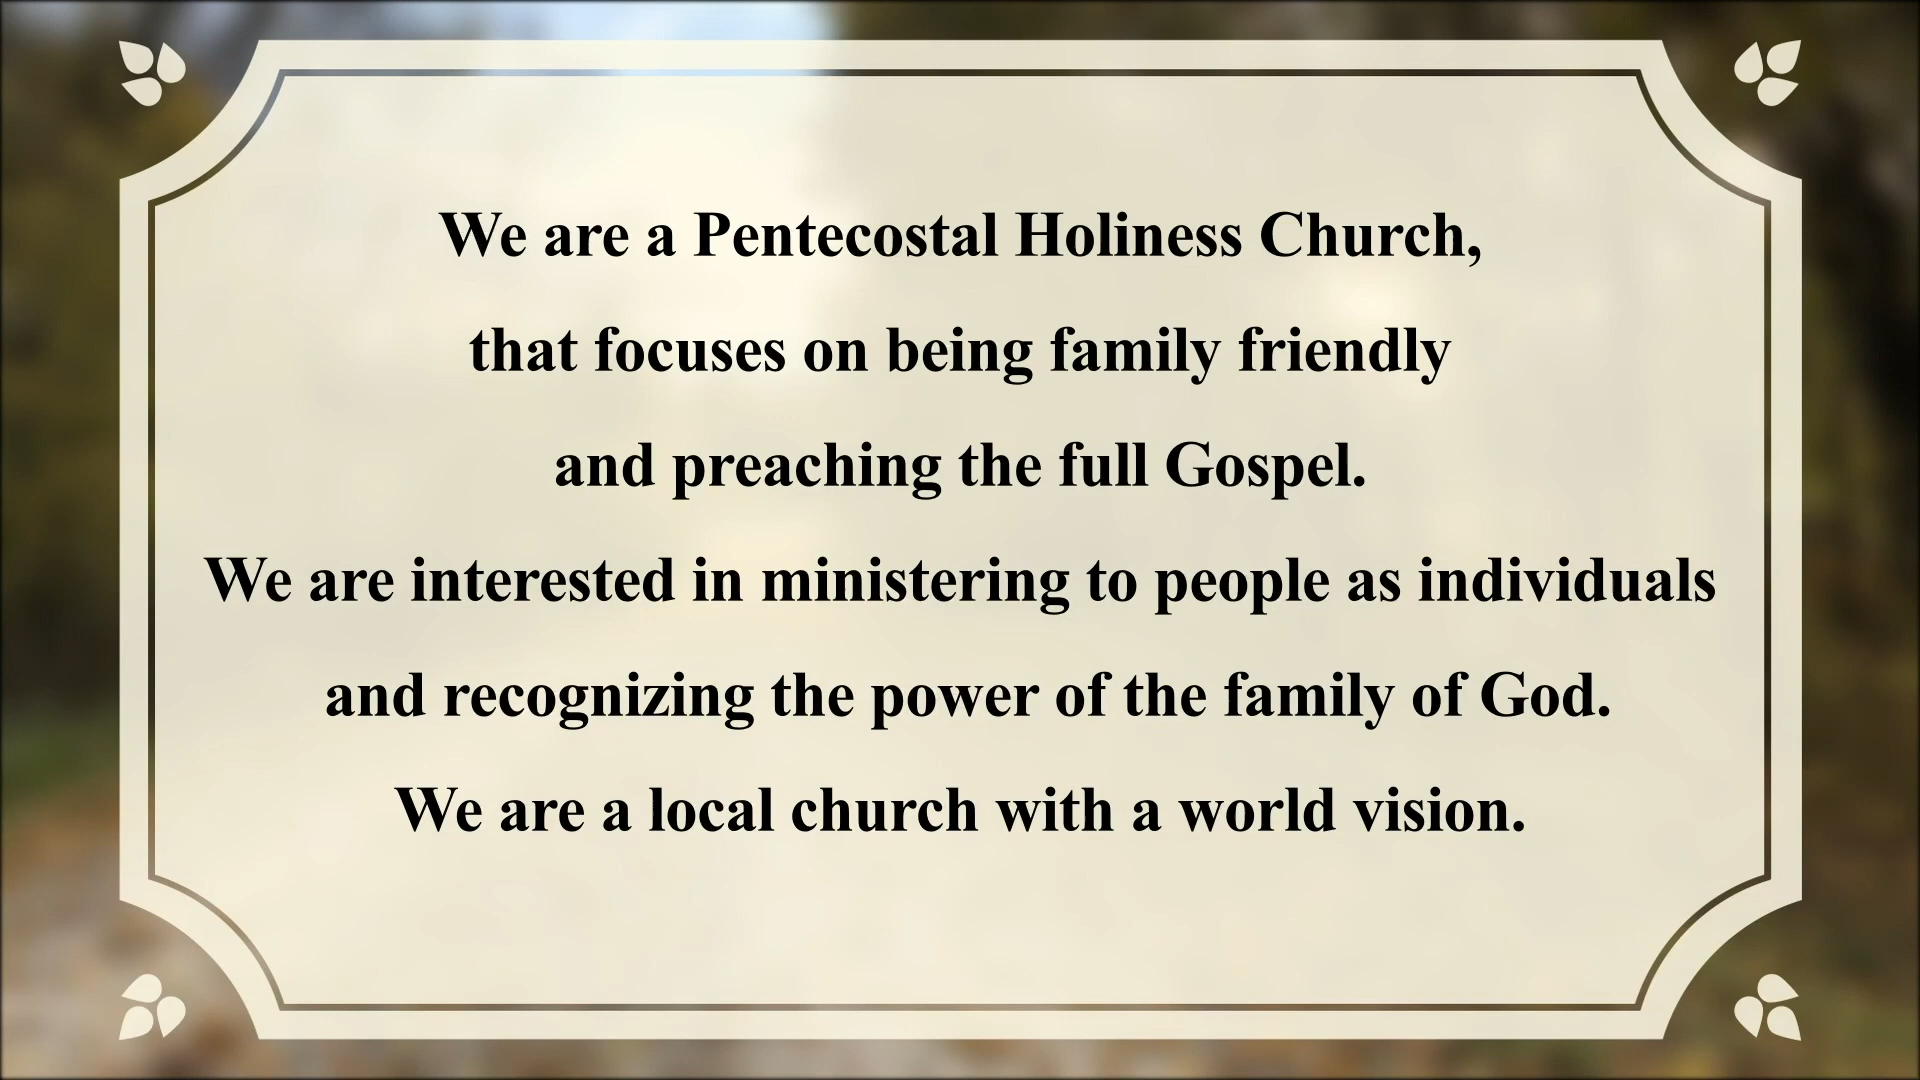 We are a Pentecostal Holiness Church,
that focuses on being family friendly
and preaching the full Gospel.
We are interested in ministering to people as individuals
and recognizing the power of the family of God.
We are a local church with a world vision.